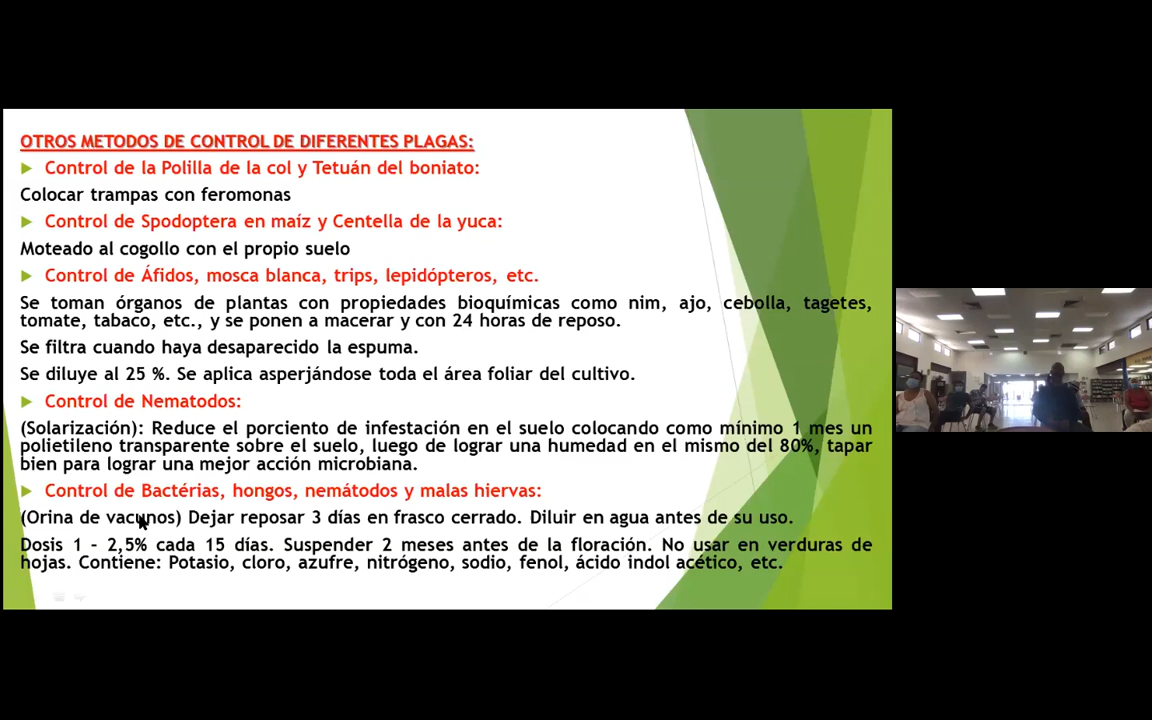 OTROS METODOS DE CONTROL DE DIFERENTES PLAGAS:
Control de la Polilla de la col y Tetuán del boniato:
Colocar trampas con feromonas
Control de Spodoptera en maíz y Centella de la yuca:
Moteado al cogollo con el propio suelo
Control de Áfidos, mosca blanca, trips, lepidópteros, etc.
Se toman órganos de plantas con propiedades bioquímicas como nim, ajo, cebolla, tagetes,
tomate, tabaco, etc., y se ponen a macerar y con 24 horas de reposo.
Se filtra cuando haya desaparecido la espuma.
Se diluye al 25 %. Se aplica asperjándose toda el área foliar del cultivo.
Control de Nematodos:
(Solarización): Reduce el porciento de infestación en el suelo colocando como mínimo 1 mes un
polietileno transparente sobre el suelo, luego de lograr una humedad en el mismo del 80%, tapar
bien para lograr una mejor acción microbiana.
Control de Bactérias, hongos, nemátodos y malas hiervas:
(Orina de vacunos) Dejar reposar 3 días en frasco cerrado. Diluir en agua antes de su uso.
Dosis 1 – 2,5% cada 15 días. Suspender 2 meses antes de la floración. No usar en verduras de
hojas. Contiene: Potasio, cloro, azufre, nitrógeno, sodio, fenol, ácido indol acético, etc.